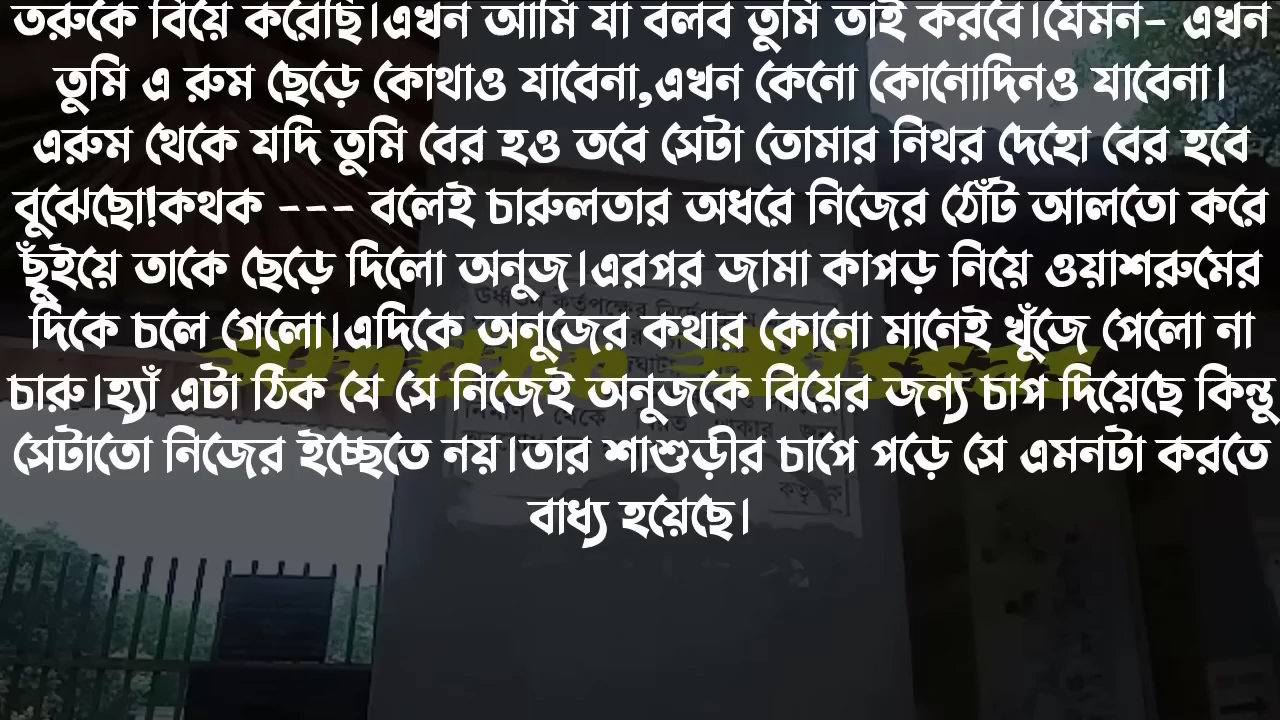 তরুকে বিয়ে করেছি।এখন আমি যা বলব তুমি তাই করবে।যেমন- এখন
তুমি এ রুম ছেড়ে কোথাও যাবেনা,এখন কেনো কোনোদিনও যাবেনা।
এরুম থেকে যদি তুমি বের হও তবে সেটা তোমার নিথর দেহো বের হবে
বুঝেছো!কথক --- বলেই চারুলতার অধরে নিজের ঠোঁট আলতো করে
ছুঁইয়ে তাকে ছেড়ে দিলো অনুজ।এরপর জামা কাপড় নিয়ে ওয়াশরুমের
দিকে চলে গেলো।এদিকে অনুজের কথার কোনো মানেই খুঁজে পেলো না
চারু।হ্যাঁ এটা ঠিক যে সে নিজেই অনুজকে বিয়ের জন্য চাপ দিয়েছে কিন্তু
সেটাতো নিজের ইচ্ছেতে নয়।তার শাশুড়ীর চাপে পড়ে সে এমনটা করতে
বাধ্য হয়েছে।